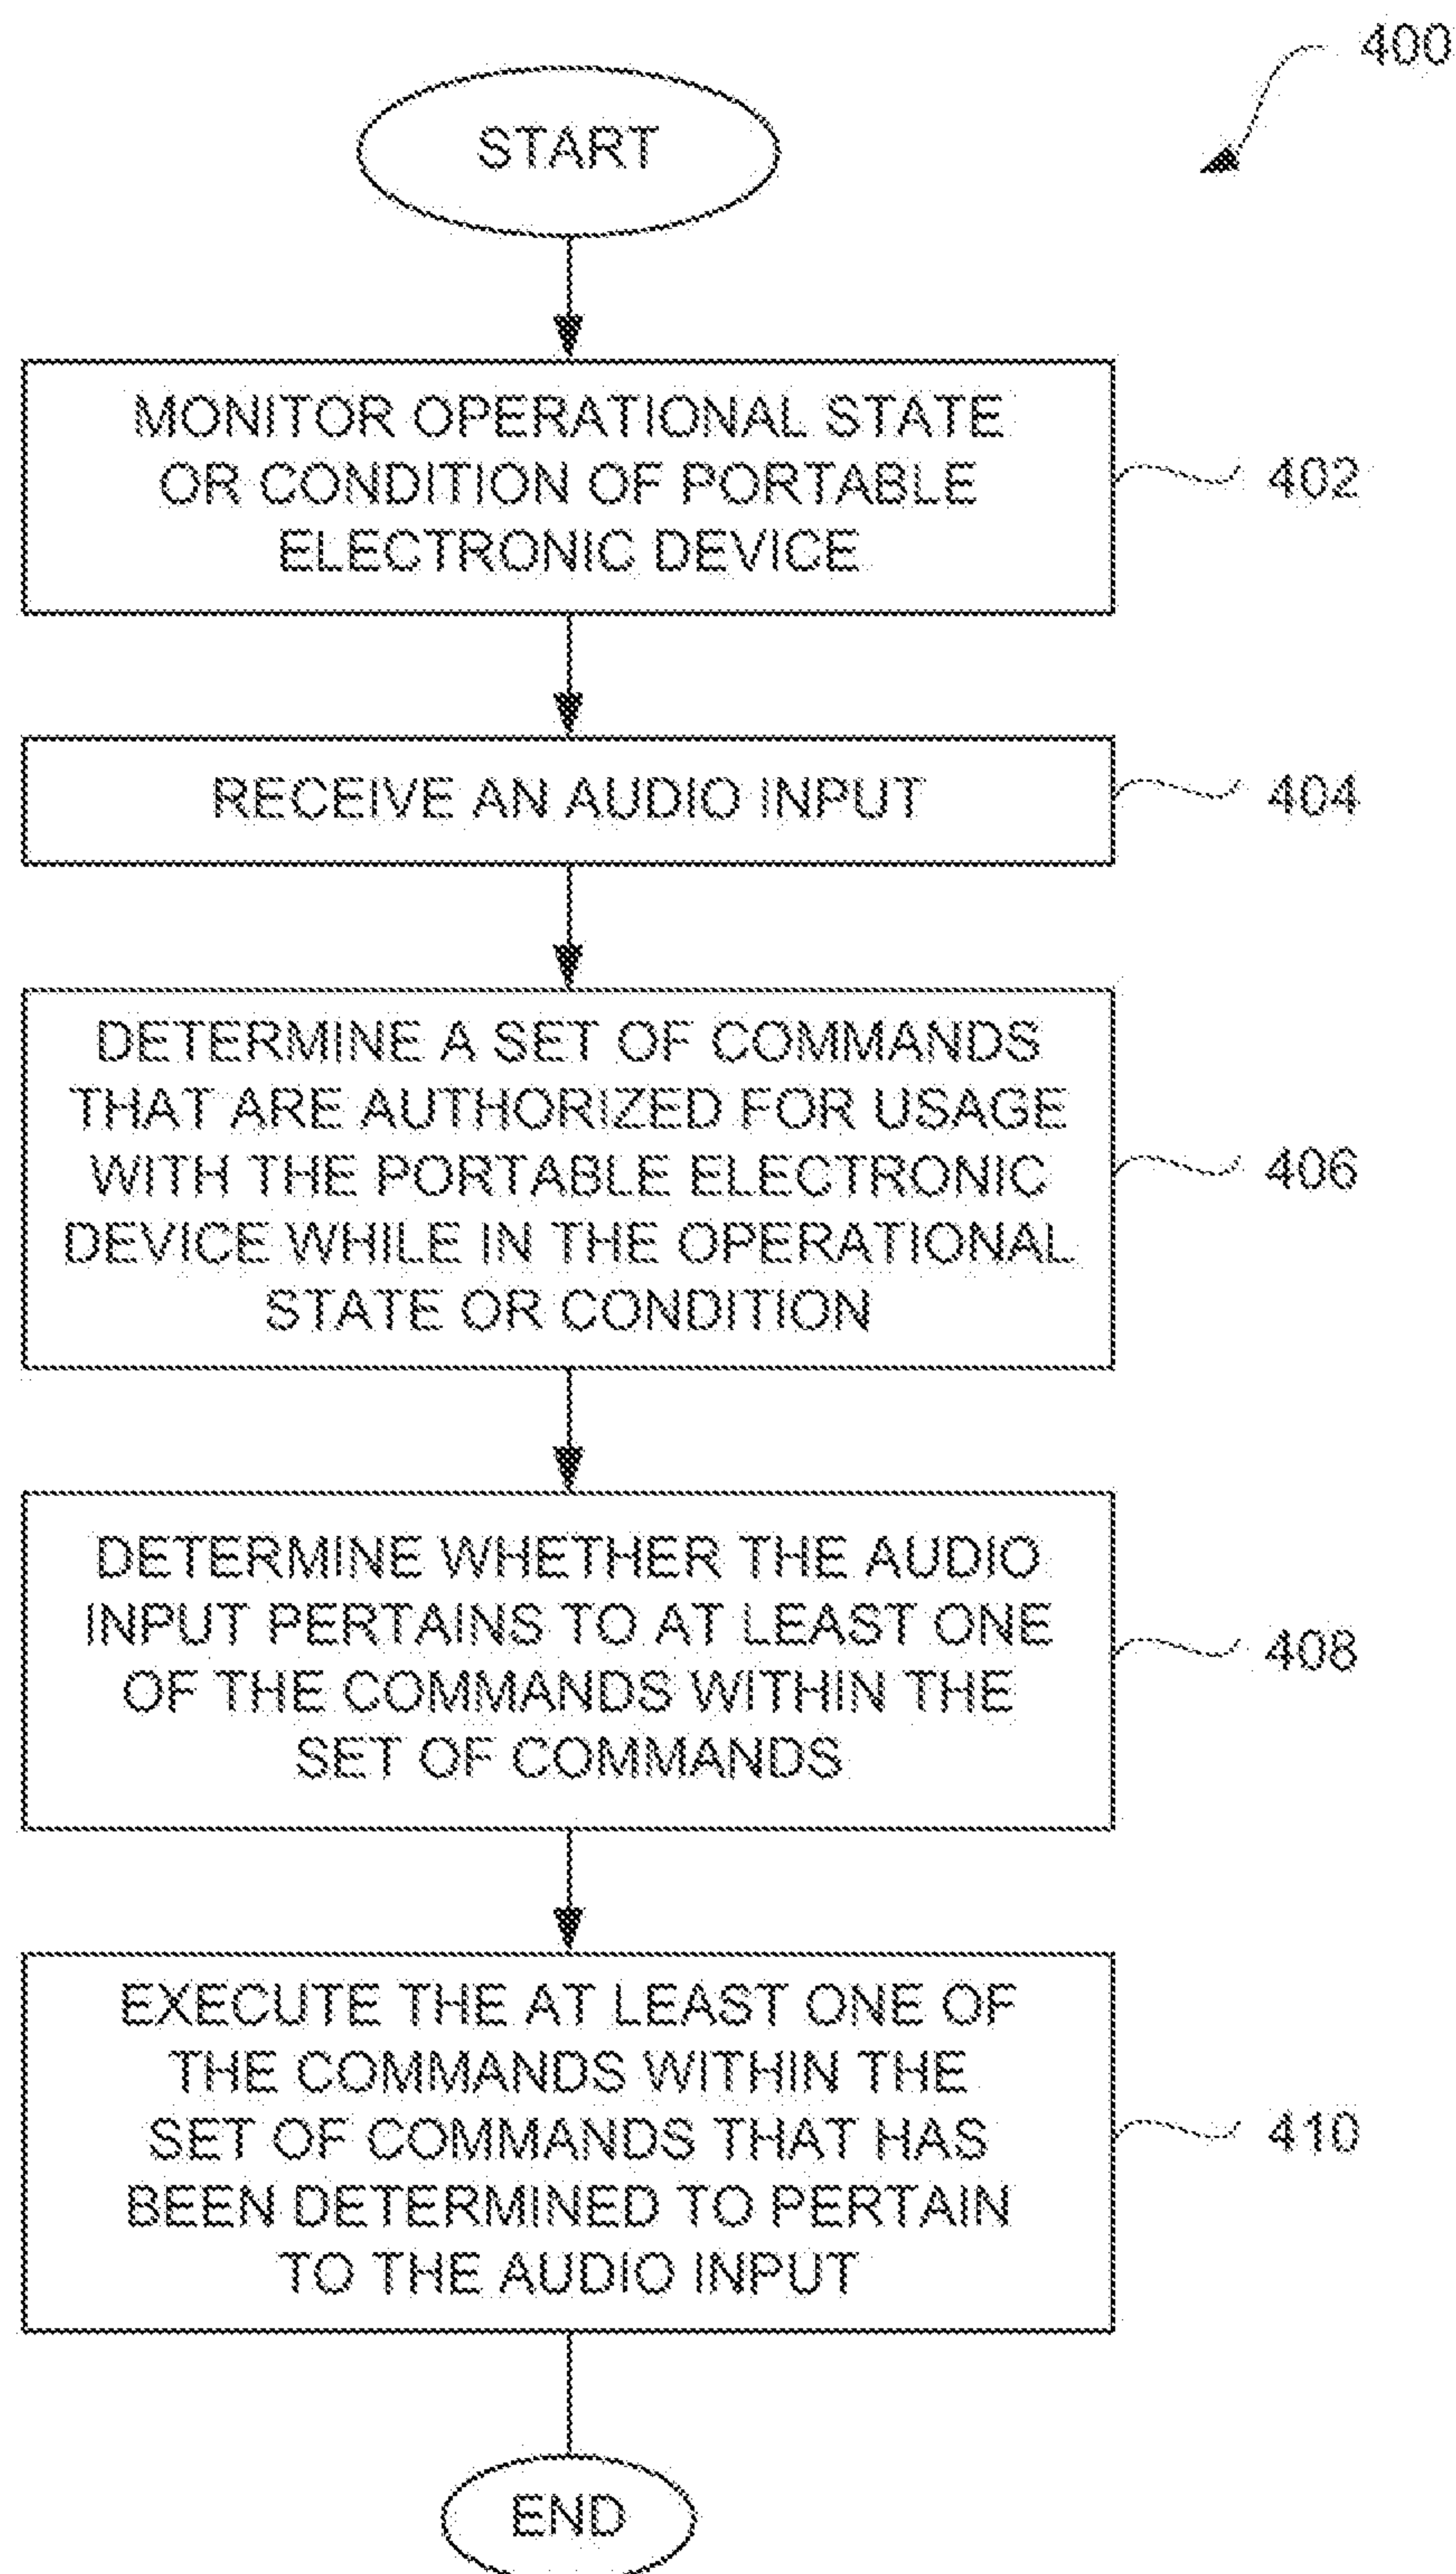 400
START
MONITOR OPERATIONAL STATE
OR CONDITION OF PORTABLE
ELECTRONIC DEVICE
402
RECEIVE AN AUDIO INPUT
404
DETERMINE A SET OF COMMANDS
THAT ARE AUTHORIZED FOR USAGE
WITH THE PORTABLE ELECTRONIC
DEVICE WHILE IN THE OPERATIONAL
STATE OR CONDITION
406
DETERMINE WHETHER THE AUDIO
INPUT PERTAINS TO AT LEAST ONE
OF THE COMMANDS WITHIN THE
SET OF COMMANDS
408
EXECUTE THE AT LEAST ONE OF
THE COMMANDS WITHIN THE
SET OF COMMANDS THAT HAS
BEEN DETERMINED TO PERTAIN
TO THE AUDIO INPUT
410
END